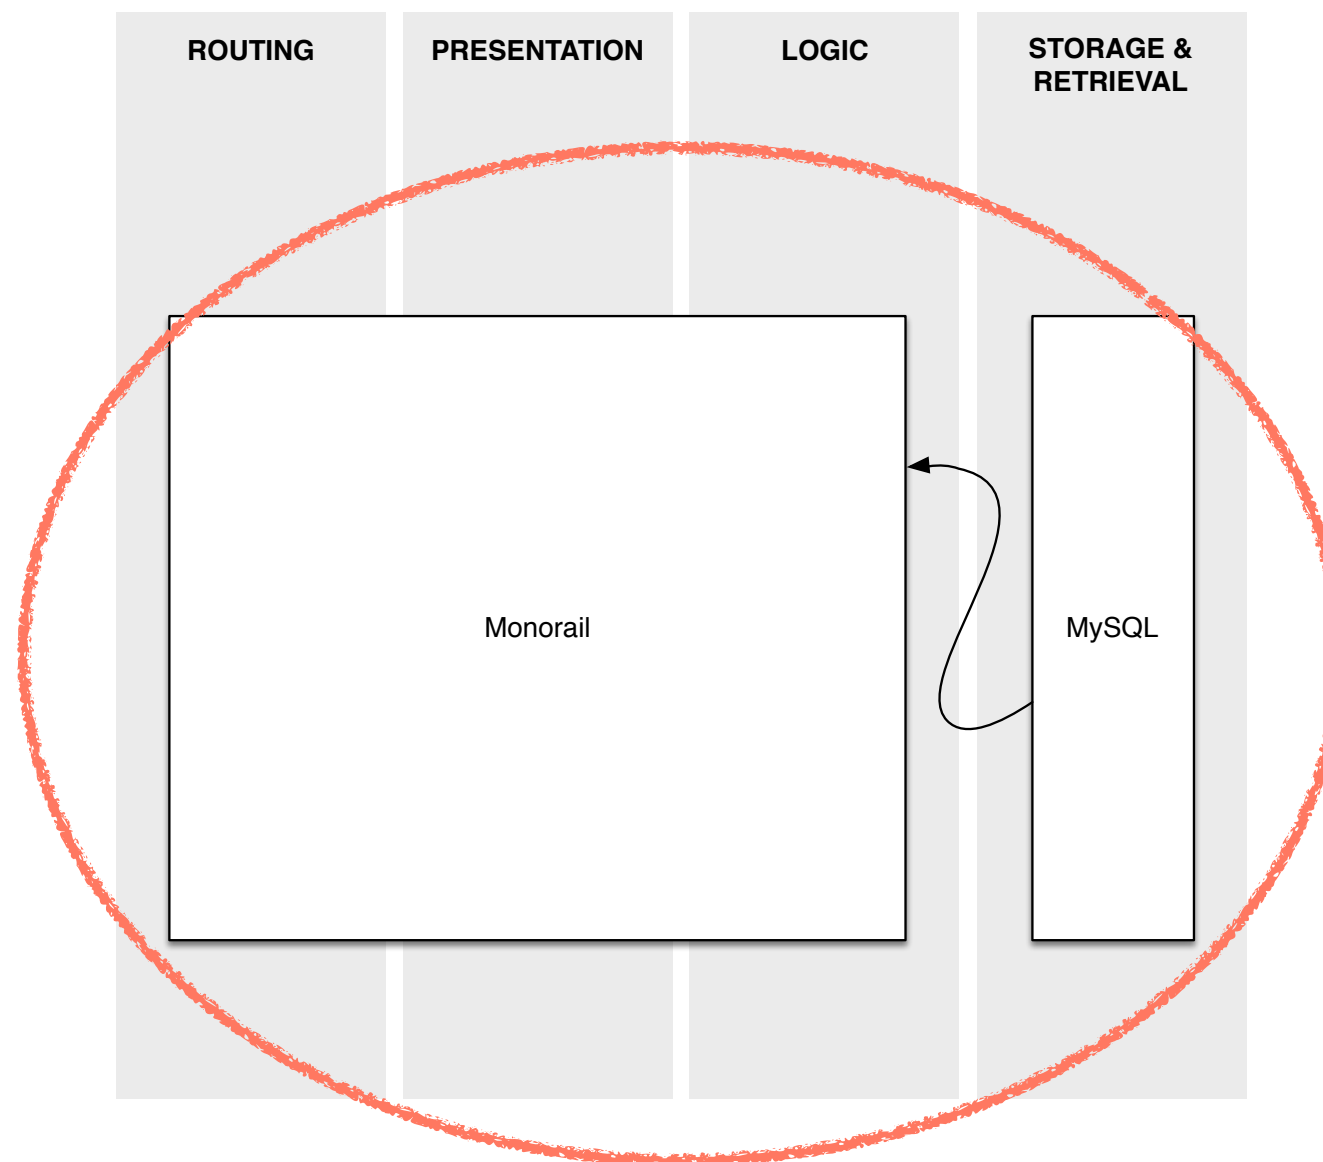 ROUTING
PRESENTATION
LOGIC
STORAGE &
RETRIEVAL
Monorail
MySQL